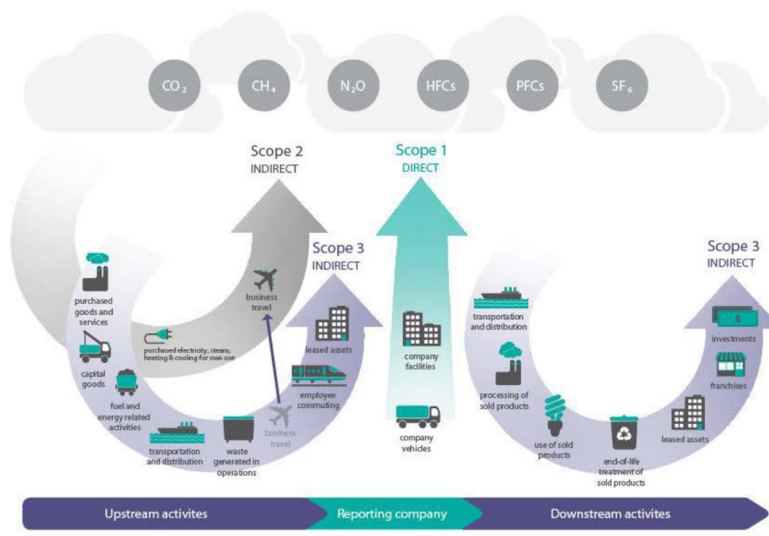 CO₂
CH₄
N₂O
HFCs
PFCs
SF₆
Scope 2
INDIRECT
Scope 1
DIRECT
Scope 3
INDIRECT
Scope 3
INDIRECT
purchased
goods and
services
capital
goods
fuel and
energy related
activities
transportation
and distribution
waste
generated in
operations
business
travel
purchased electricity, steam,
heating & cooling for own use
business
travel
employee
commuting
leased assets
company
facilities
company
vehicles
transportation
and distribution
processing of
sold products
use of sold
products
end-of-life
treatment of
sold products
leased assets
franchises
investments
$
Upstream activites
Reporting company
Downstream activites